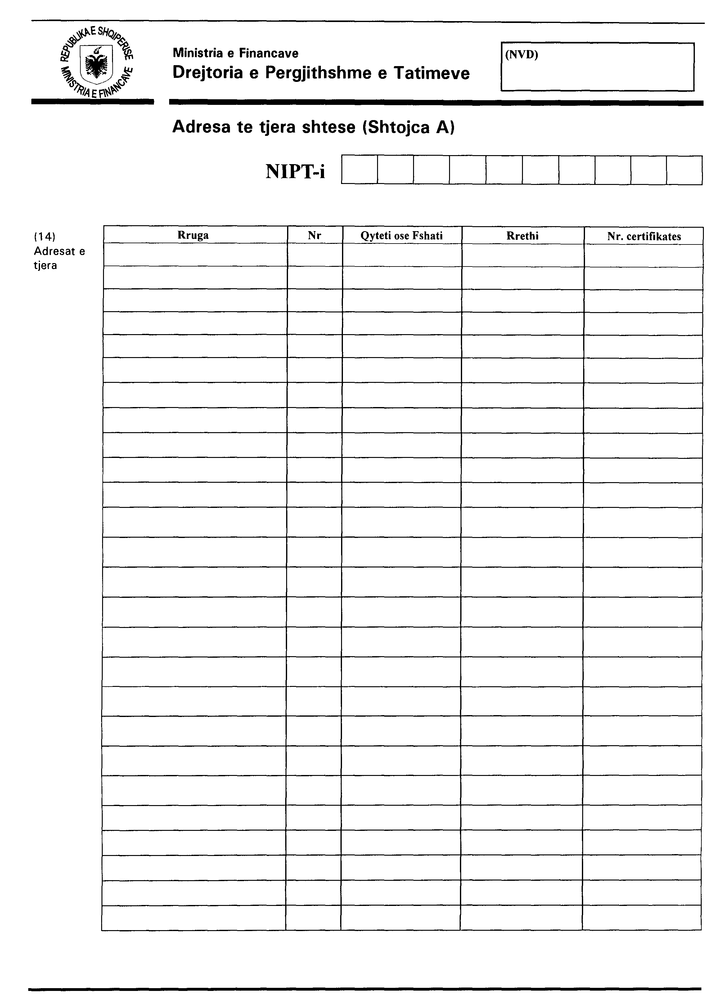 REPUBLIKA E SHQIPERISE
MINISTRIA E FINANCAVE
Ministria e Financave
Drejtoria e Pergjithshme e Tatimeve
(NVD)
Adresa te tjera shtese (Shtojca A)
NIPT-i
(14)
Adresat e
tjera
Rruga Nr Qyteti ose Fshati Rrethi Nr. certifikates